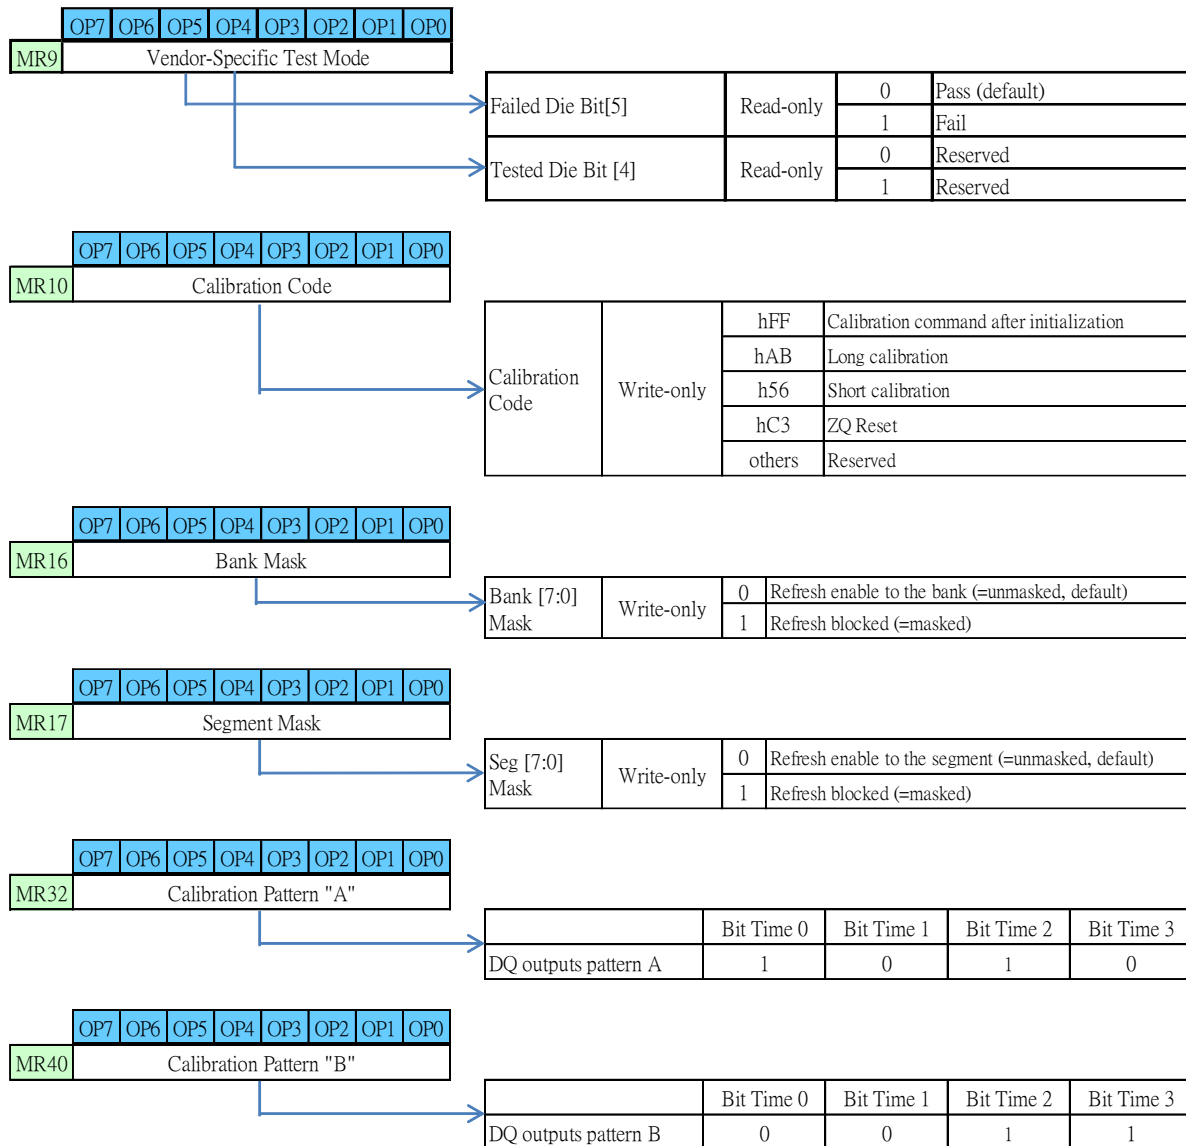 OP7 OP6 OP5 OP4 OP3 OP2 OP1 OP0
MR9 Vendor-Specific Test Mode
Failed Die Bit[5] Read-only 0 Pass (default)
1 Fail
Tested Die Bit [4] Read-only 0 Reserved
1 Reserved
OP7 OP6 OP5 OP4 OP3 OP2 OP1 OP0
MR10 Calibration Code
Calibration Code Write-only hFF Calibration command after initialization
hAB Long calibration
h56 Short calibration
hC3 ZQ Reset
others Reserved
OP7 OP6 OP5 OP4 OP3 OP2 OP1 OP0
MR16 Bank Mask
Bank [7:0] Mask Write-only 0 Refresh enable to the bank (=unmasked, default)
1 Refresh blocked (=masked)
OP7 OP6 OP5 OP4 OP3 OP2 OP1 OP0
MR17 Segment Mask
Seg [7:0] Mask Write-only 0 Refresh enable to the segment (=unmasked, default)
1 Refresh blocked (=masked)
OP7 OP6 OP5 OP4 OP3 OP2 OP1 OP0
MR32 Calibration Pattern "A"
Bit Time 0 Bit Time 1 Bit Time 2 Bit Time 3
DQ outputs pattern A 1 0 1 0
OP7 OP6 OP5 OP4 OP3 OP2 OP1 OP0
MR40 Calibration Pattern "B"
Bit Time 0 Bit Time 1 Bit Time 2 Bit Time 3
DQ outputs pattern B 0 0 1 1